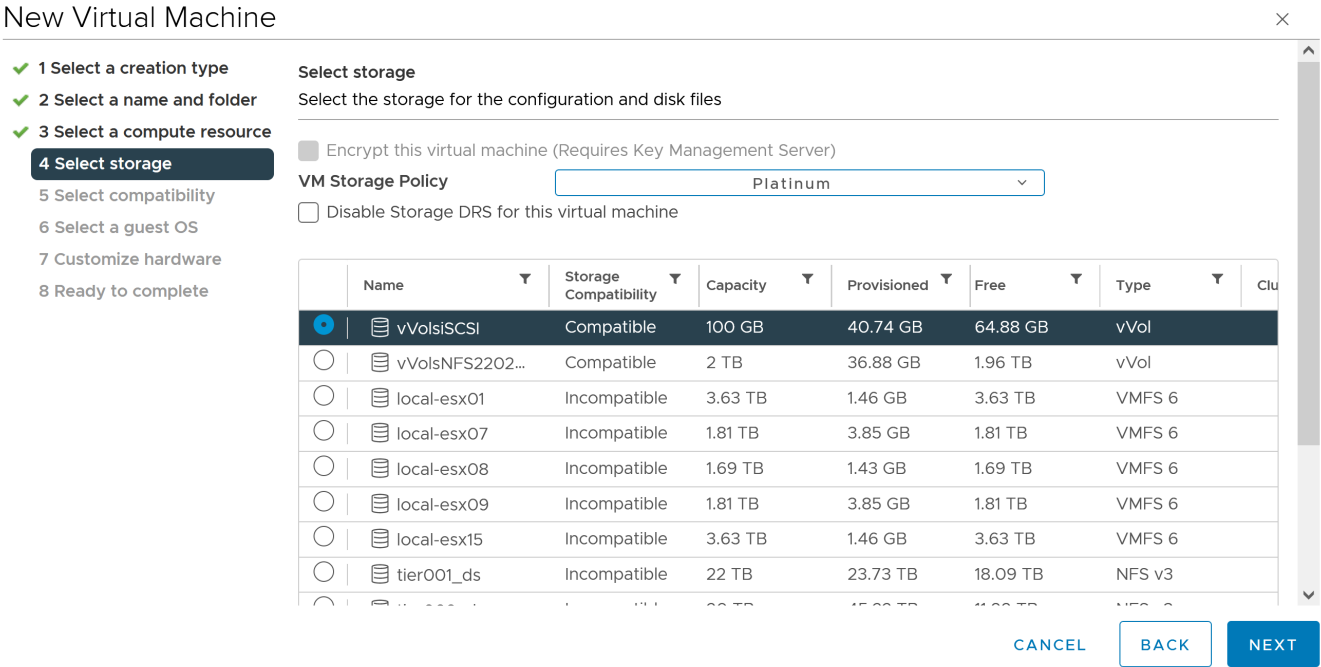 New Virtual Machine
1 Select a creation type
2 Select a name and folder
3 Select a compute resource
4 Select storage
5 Select compatibility
6 Select a guest OS
7 Customize hardware
8 Ready to complete
Select storage
Select the storage for the configuration and disk files
Encrypt this virtual machine (Requires Key Management Server)
VM Storage Policy Platinum
Disable Storage DRS for this virtual machine
Name Storage Compatibility Capacity Provisioned Free Type Clu
vVolsiSCSI Compatible 100 GB 40.74 GB 64.88 GB vVol
vVolsNFS2202... Compatible 2 TB 36.88 GB 1.96 TB vVol
local-esx01 Incompatible 3.63 TB 1.46 GB 3.63 TB VMFS 6
local-esx07 Incompatible 1.81 TB 3.85 GB 1.81 TB VMFS 6
local-esx08 Incompatible 1.69 TB 1.43 GB 1.69 TB VMFS 6
local-esx09 Incompatible 1.81 TB 3.85 GB 1.81 TB VMFS 6
local-esx15 Incompatible 3.63 TB 1.46 GB 3.63 TB VMFS 6
tier001_ds Incompatible 22 TB 23.73 TB 18.09 TB NFS v3
CANCEL BACK NEXT